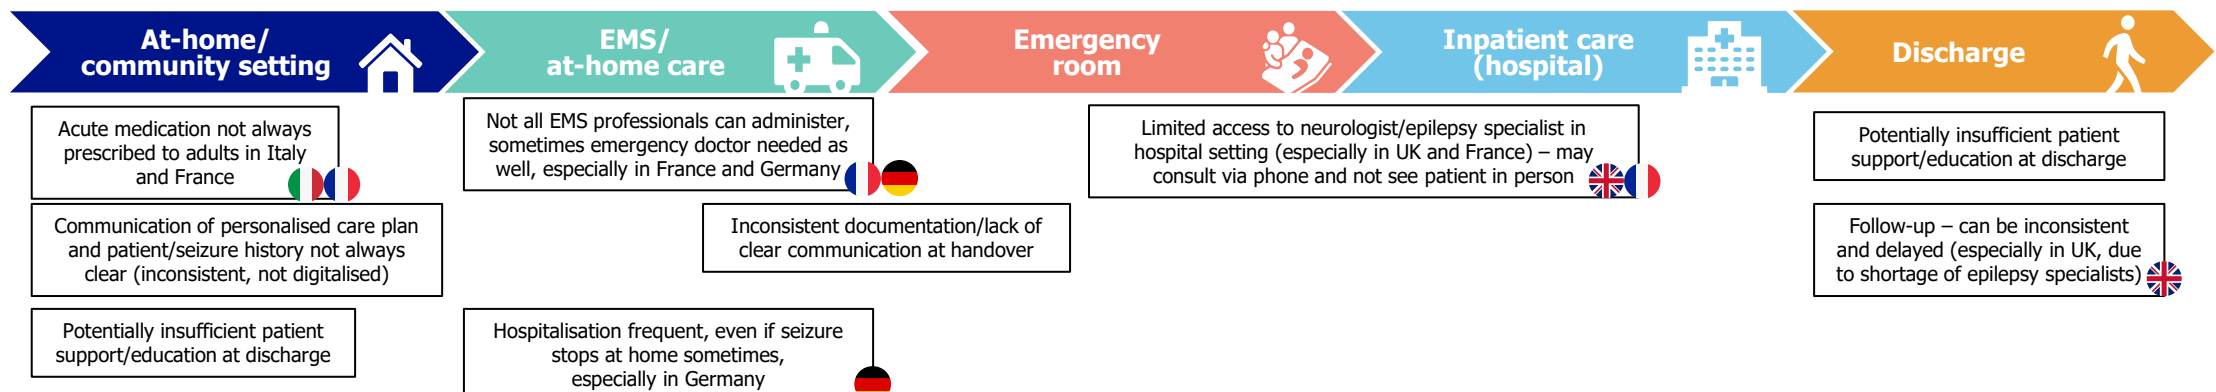 At-home/
community setting
EMS/
at-home care
Emergency
room
Inpatient care
(hospital)
Discharge
Acute medication not always
prescribed to adults in Italy
and France
Communication of personalised care plan
and patient/seizure history not always
clear (inconsistent, not digitalised)
Potentially insufficient patient
support/education at discharge
Not all EMS professionals can administer,
sometimes emergency doctor needed as
well, especially in France and Germany
Inconsistent documentation/lack of
clear communication at handover
Hospitalisation frequent, even if seizure
stops at home sometimes,
especially in Germany
Limited access to neurologist/epilepsy specialist in
hospital setting (especially in UK and France) – may
consult via phone and not see patient in person
Potentially insufficient patient
support/education at discharge
Follow-up – can be inconsistent
and delayed (especially in UK, due
to shortage of epilepsy specialists)